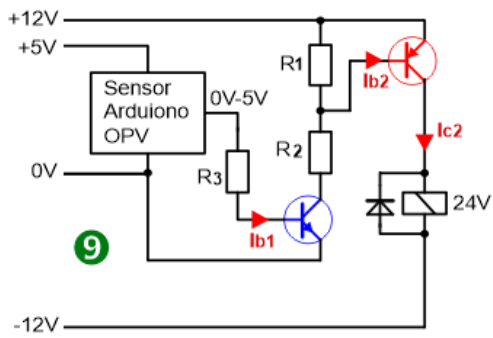 +12V
+5V
Sensor
Arduiono
OPV
0V-5V
R1
Ib2
R2
Ic2
0V
R3
24V
9
Ib1
-12V